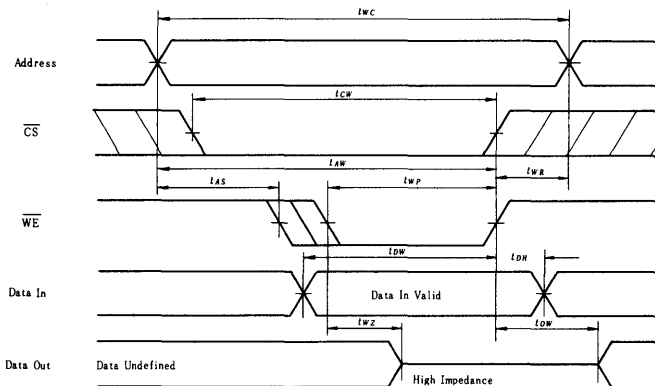 tWC
Address
tCW
CS
tAW
tAS
tWP
tWR
WE
tDW
tDH
Data In
Data In Valid
tWZ
tOW
Data Out
Data Undefined
High Impedance